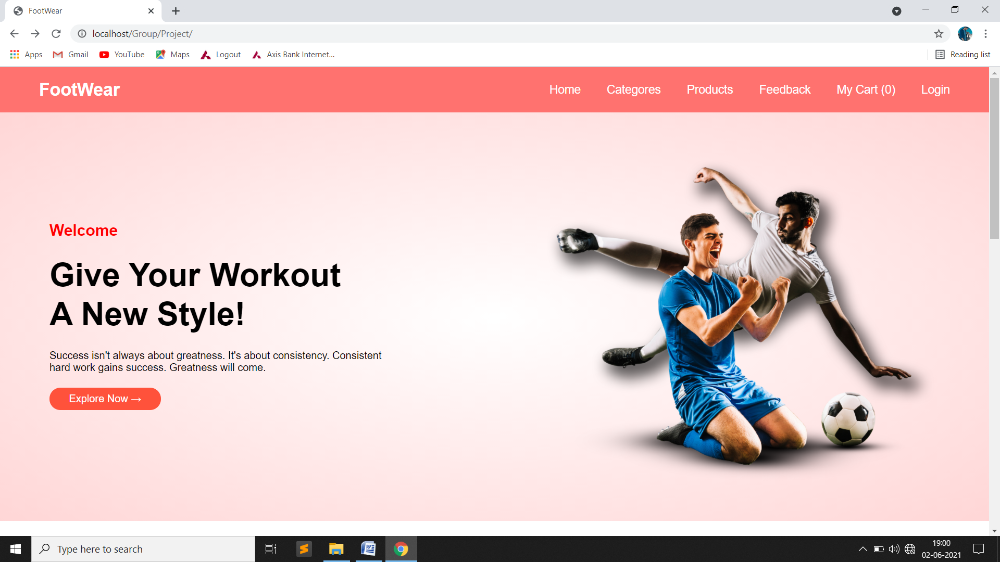 FootWear
localhost/Group/Project/
Apps Gmail YouTube Maps Logout Axis Bank Internet... Reading list
FootWear Home Categores Products Feedback My Cart (0) Login
Welcome
Give Your Workout
A New Style!
Success isn't always about greatness. It's about consistency. Consistent
hard work gains success. Greatness will come.
Explore Now →
Type here to search
19:00
02-06-2021